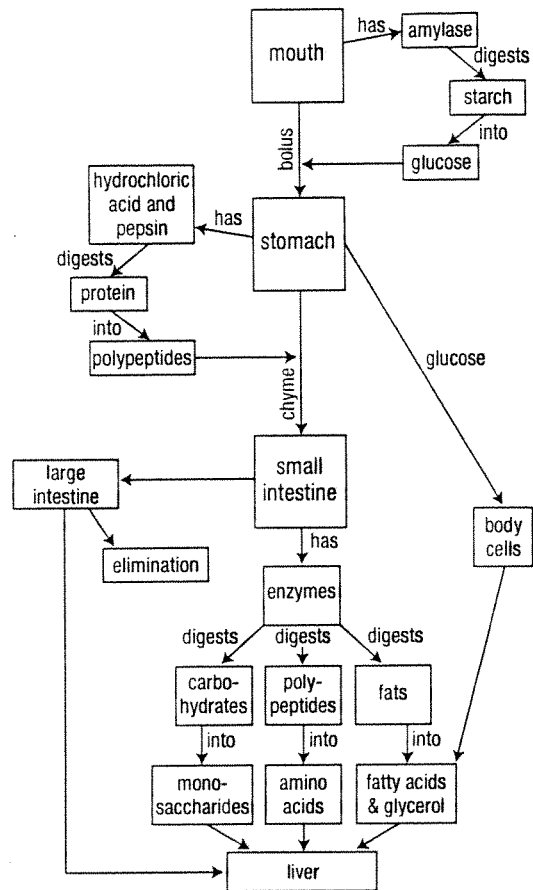 mouth
has
amylase
digests
starch
into
glucose
bolus
hydrochloric
acid and
pepsin
has
stomach
digests
protein
into
polypeptides
chyme
glucose
large
intestine
small
intestine
elimination
has
body
cells
enzymes
digests
digests
digests
carbo-
hydrates
poly-
peptides
fats
into
into
into
mono-
saccharides
amino
acids
fatty acids
& glycerol
liver